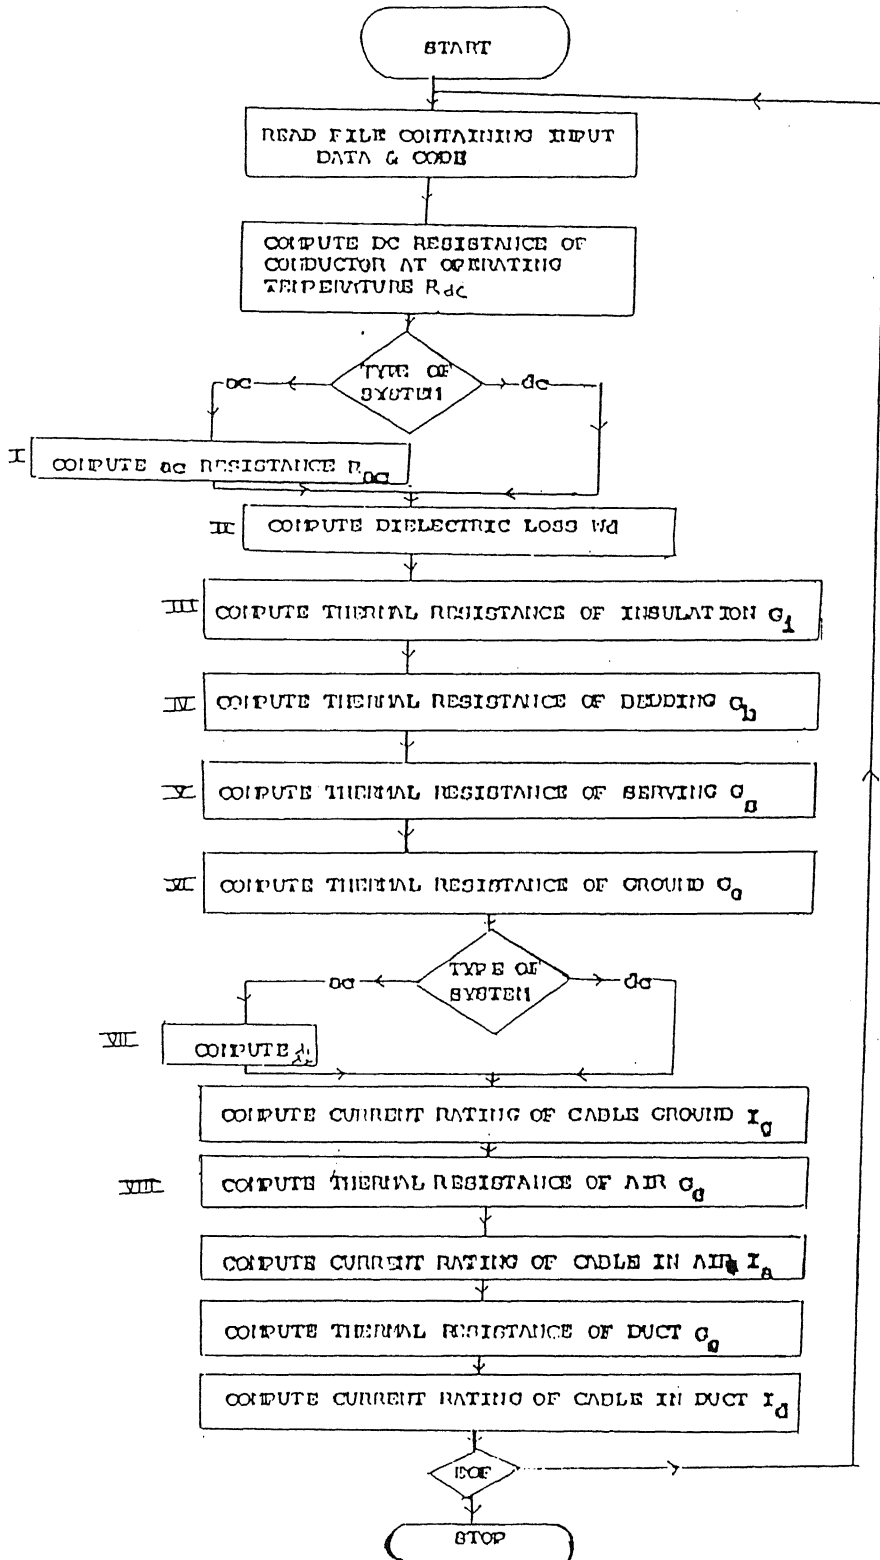 START
READ FILE CONTAINING INPUT
DATA & CODE
COMPUTE DC RESISTANCE OF
CONDUCTOR AT OPERATING
TEMPERATURE Rdc
TYPE OF
SYSTEM
ac
dc
I
COMPUTE ac RESISTANCE Rac
II
COMPUTE DIELECTRIC LOSS Wd
III
COMPUTE THERMAL RESISTANCE OF INSULATION G1
IV
COMPUTE THERMAL RESISTANCE OF BEDDING Gb
V
COMPUTE THERMAL RESISTANCE OF SERVING Gs
VI
COMPUTE THERMAL RESISTANCE OF GROUND
TYPE OF
SYSTEM
ac
dc
VII
COMPUTE
COMPUTE CURRENT RATING OF CABLE GROUND Ig
VIII
COMPUTE THERMAL RESISTANCE OF AIR
COMPUTE CURRENT RATING OF CABLE IN AIR Ia
COMPUTE THERMAL RESISTANCE OF DUCT
COMPUTE CURRENT RATING OF CABLE IN DUCT Id
EOF
STOP